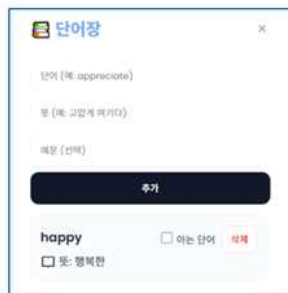 단어장 ×
단어 (예: appreciate)
뜻 (예: 고맙게 여기다)
예문 (선택)
추가
happy 아는 단어 삭제
뜻: 행복한